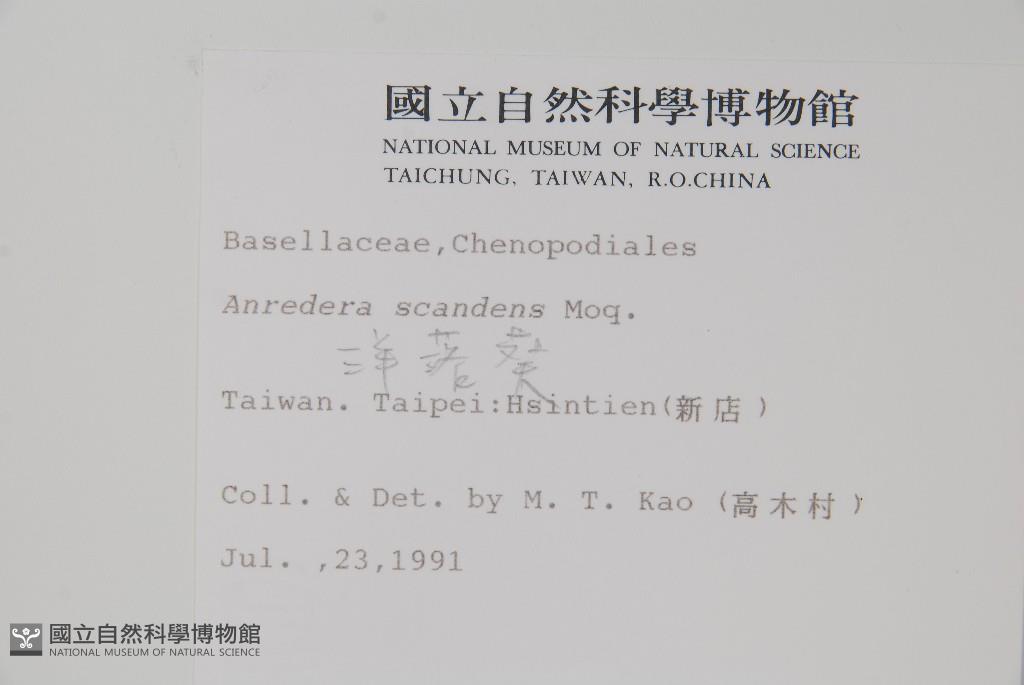 國立自然科學博物館
NATIONAL MUSEUM OF NATURAL SCIENCE
TAICHUNG, TAIWAN, R.O.CHINA
Basellaceae,Chenopodiales
Anredera scandens Moq.
洋落葵
Taiwan. Taipei:Hsintien(新店)
Coll. & Det. by M. T. Kao (高木村)
Jul. ,23,1991
國立自然科學博物館
NATIONAL MUSEUM OF NATURAL SCIENCE